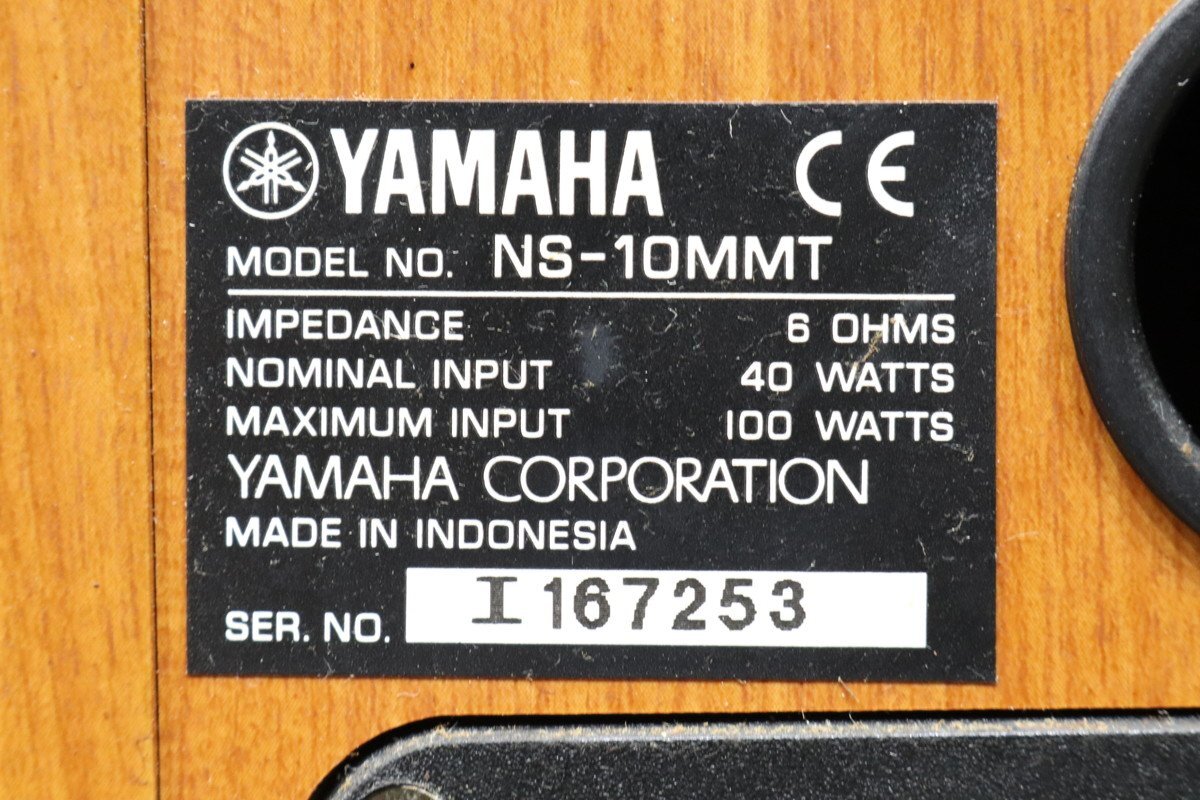 YAMAHA CE
MODEL NO. NS-10MMT
IMPEDANCE 6 OHMS
NOMINAL INPUT 40 WATTS
MAXIMUM INPUT 100 WATTS
YAMAHA CORPORATION
MADE IN INDONESIA
SER. NO. I167253